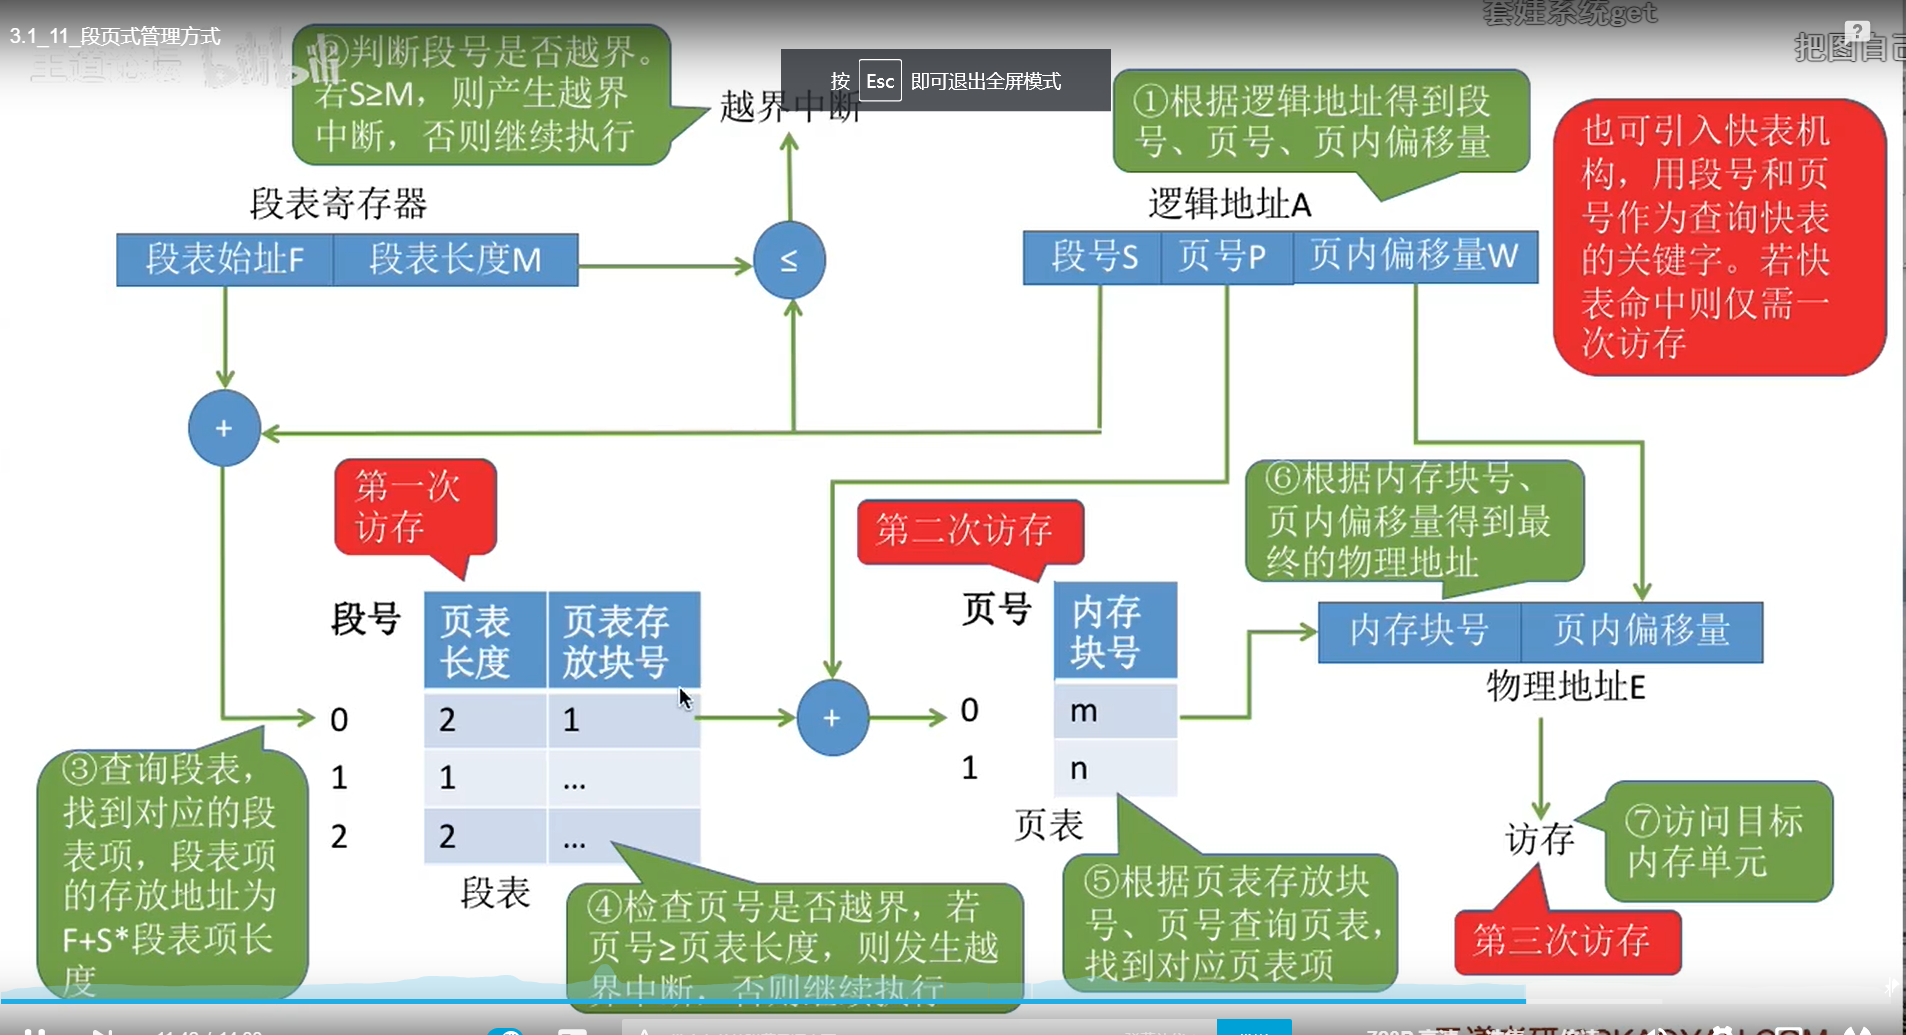 套娃系统get
3.1_11_段页式管理方式
?
把图自己
按 Esc 即可退出全屏模式
②判断段号是否越界。
若S≥M，则产生越界
中断，否则继续执行
越界中断
①根据逻辑地址得到段
号、页号、页内偏移量
也可引入快表机
构，用段号和页
号作为查询快表
的关键字。若快
表命中则仅需一
次访存
段表寄存器
逻辑地址A
段表始址F 段表长度M
≤
段号S 页号P 页内偏移量W
+
第一次
访存
第二次访存
⑥根据内存块号、
页内偏移量得到最
终的物理地址
段号 页表长度 页表存放块号
0 2 1
1 1 ...
2 2 ...
段表
+
页号 内存块号
0 m
1 n
页表
内存块号 页内偏移量
物理地址E
③查询段表，
找到对应的段
表项，段表项
的存放地址为
F+S*段表项长
度
④检查页号是否越界，若
页号≥页表长度，则发生越
界中断，否则继续执行
⑤根据页表存放块
号、页号查询页表，
找到对应页表项
访存
⑦访问目标
内存单元
第三次访存